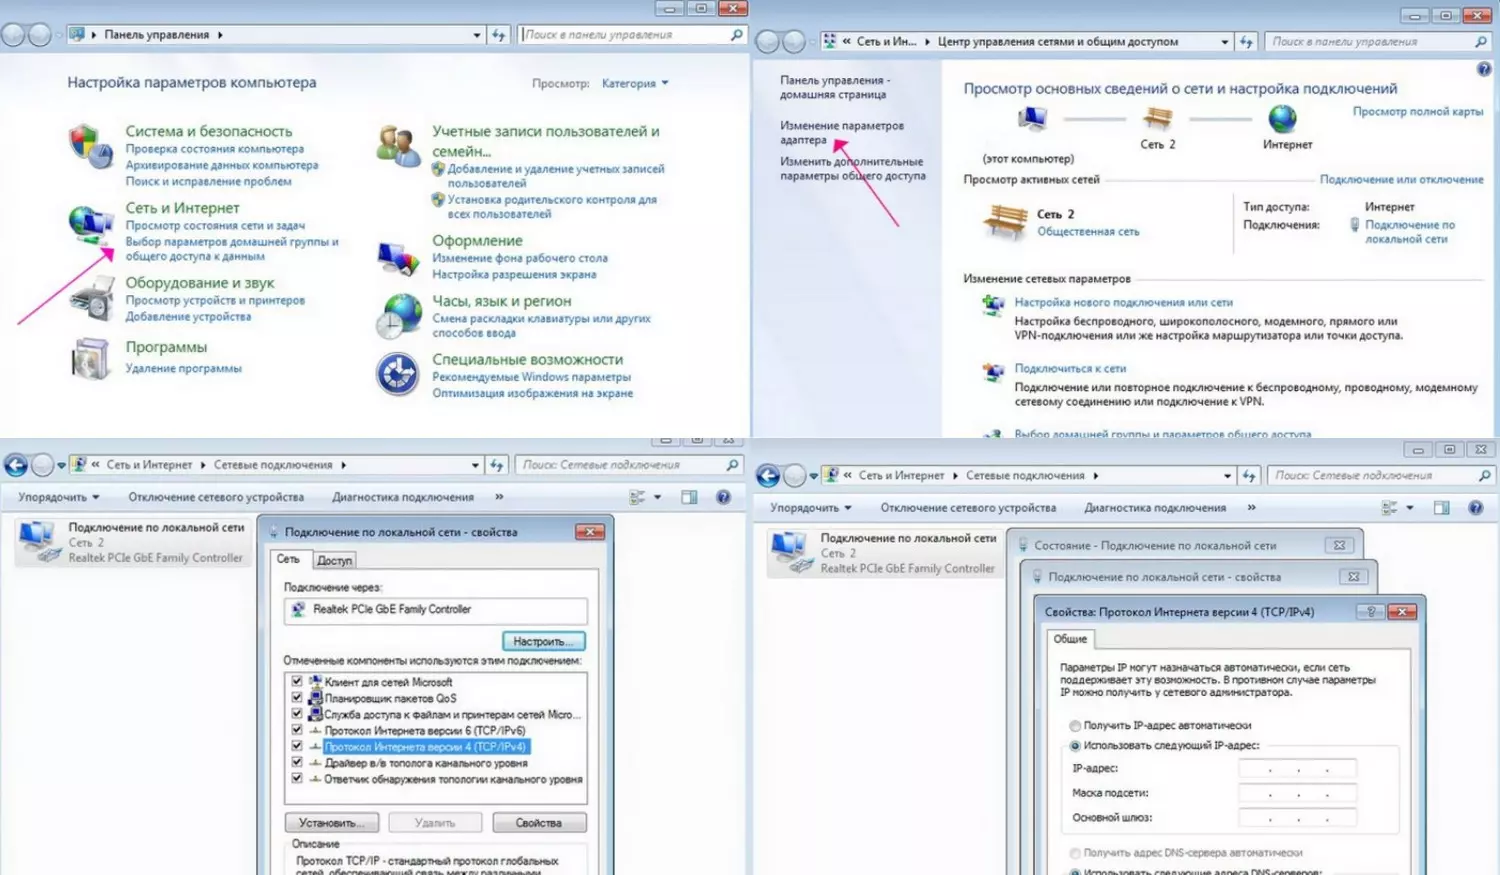 Панель управления
Поиск в панели управления
Настройка параметров компьютера
Просмотр: Категория
Система и безопасность
Проверка состояния компьютера
Архивирование данных компьютера
Поиск и исправление проблем
Сеть и Интернет
Просмотр состояния сети и задач
Выбор параметров домашней группы и
общего доступа к данным
Оборудование и звук
Просмотр устройств и принтеров
Добавление устройства
Программы
Удаление программы
Учетные записи пользователей и
семейн...
Добавление и удаление учетных записей
пользователей
Установка родительского контроля для
всех пользователей
Оформление
Изменение фона рабочего стола
Настройка разрешения экрана
Часы, язык и регион
Смена раскладки клавиатуры или других
способов ввода
Специальные возможности
Рекомендуемые Windows параметры
Оптимизация изображения на экране
« Сеть и Ин... Центр управления сетями и общим доступом
Поиск в панели управления
Панель управления -
домашняя страница
Изменение параметров
адаптера
Изменить дополнительные
параметры общего доступа
Просмотр основных сведений о сети и настройка подключений
Просмотр полной карты
(этот компьютер)
Сеть 2
Интернет
Просмотр активных сетей
Подключение или отключение
Сеть 2
Общественная сеть
Тип доступа: Интернет
Подключения: Подключение по
локальной сети
Изменение сетевых параметров
Настройка нового подключения или сети
Настройка беспроводного, широкополосного, модемного, прямого или
VPN-подключения или же настройка маршрутизатора или точки доступа.
Подключиться к сети
Подключение или повторное подключение к беспроводному, проводному, модемному
сетевому соединению или подключение к VPN.
Выбор домашней группы и параметров общего доступа
« Сеть и Интернет Сетевые подключения
Поиск: Сетевые подключения
Упорядочить Отключение сетевого устройства Диагностика подключения »
Подключение по локальной сети
Сеть 2
Realtek PCIe GbE Family Controller
Подключение по локальной сети - свойства
Сеть Доступ
Подключение через:
Realtek PCIe GbE Family Controller
Настроить...
Отмеченные компоненты используются этим подключением:
Клиент для сетей Microsoft
Планировщик пакетов QoS
Служба доступа к файлам и принтерам сетей Micro...
Протокол Интернета версии 6 (TCP/IPv6)
Протокол Интернета версии 4 (TCP/IPv4)
Драйвер в/в тополога канального уровня
Ответчик обнаружения топологии канального уровня
Установить... Удалить Свойства
Описание
Протокол TCP/IP - стандартный протокол глобальных
сетей, обеспечивающий связь между различными
« Сеть и Интернет Сетевые подключения
Поиск: Сетевые подключения
Упорядочить Отключение сетевого устройства Диагностика подключения »
Подключение по локальной сети
Сеть 2
Realtek PCIe GbE Family Controller
Состояние - Подключение по локальной сети
Подключение по локальной сети - свойства
Свойства: Протокол Интернета версии 4 (TCP/IPv4)
Общие
Параметры IP могут назначаться автоматически, если сеть
поддерживает эту возможность. В противном случае параметры
IP можно получить у сетевого администратора.
Получить IP-адрес автоматически
Использовать следующий IP-адрес:
IP-адрес:
Маска подсети:
Основной шлюз:
Получить адрес DNS-сервера автоматически
Использовать следующие адреса DNS-серверов: